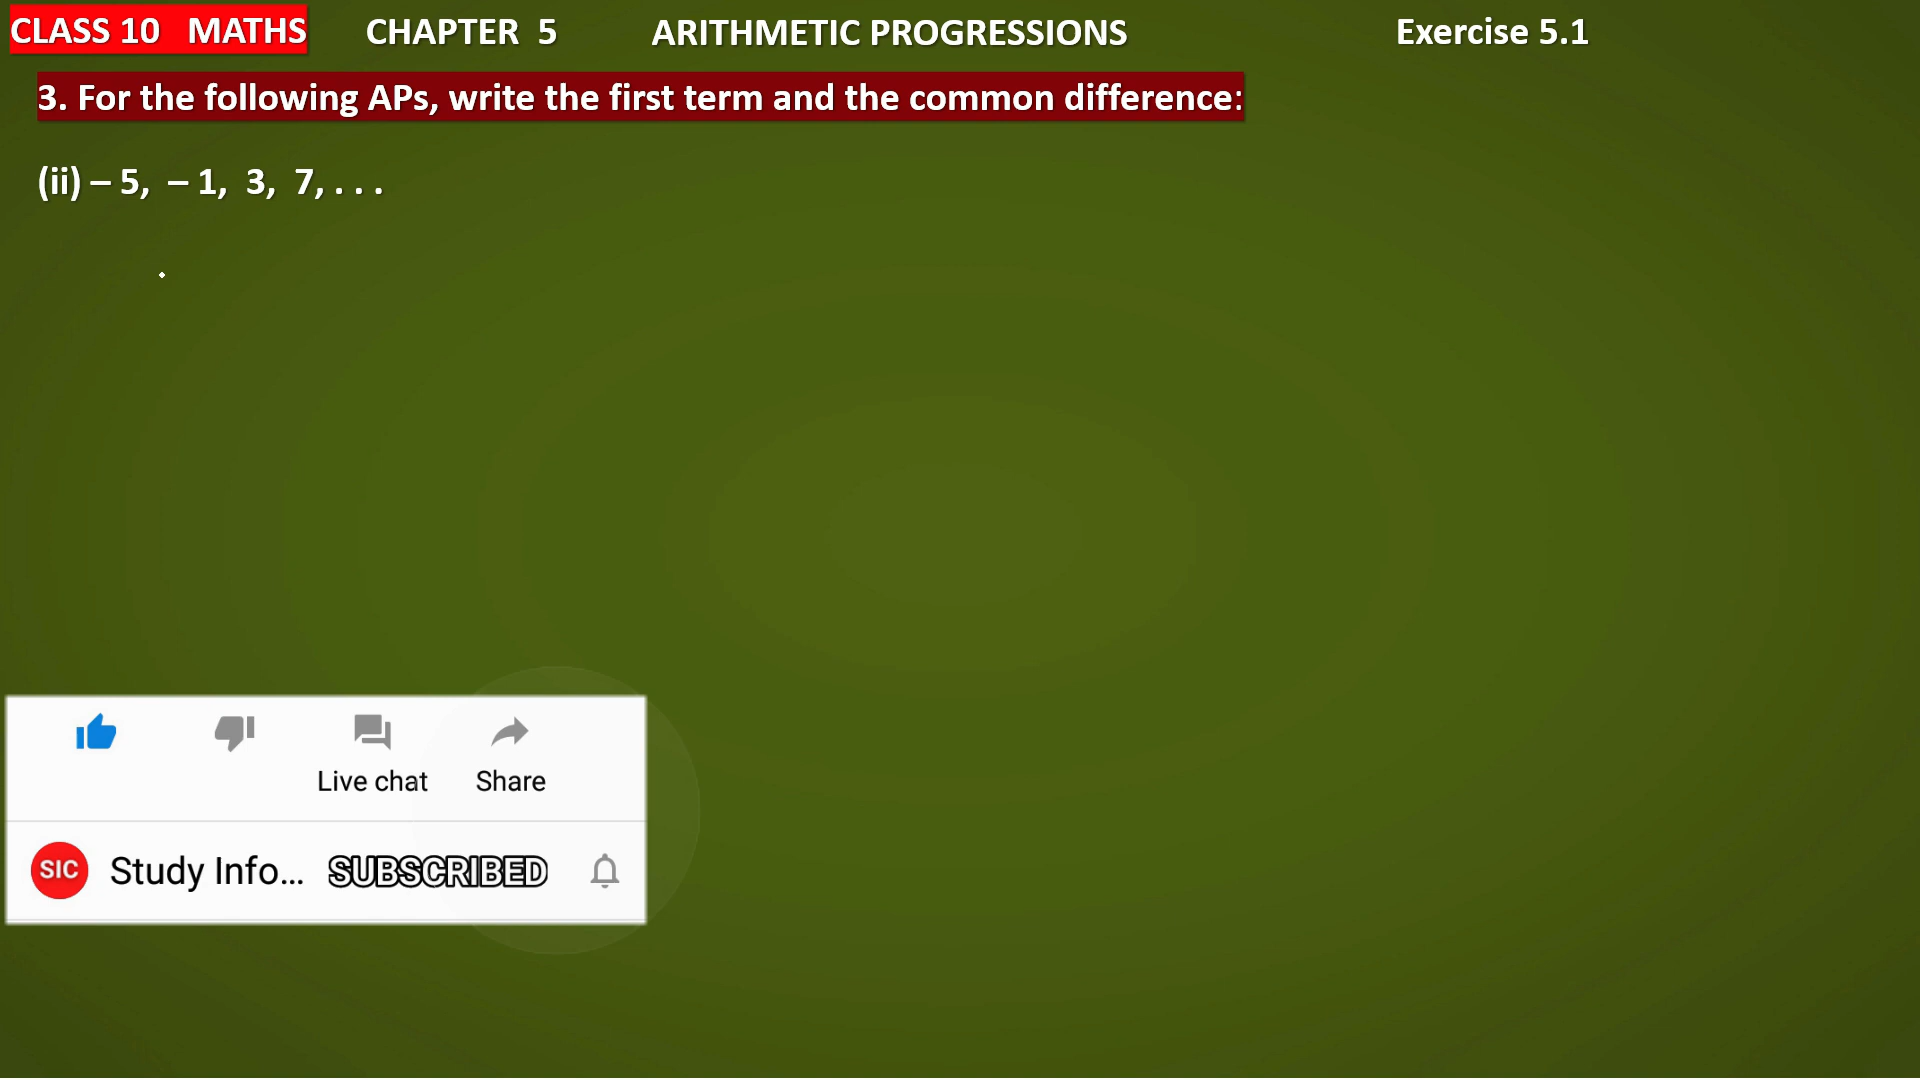 CLASS 10 MATHS CHAPTER 5 ARITHMETIC PROGRESSIONS Exercise 5.1
3. For the following APs, write the first term and the common difference:
(ii) – 5, – 1, 3, 7, . . .
Live chat Share
SIC Study Info... SUBSCRIBED